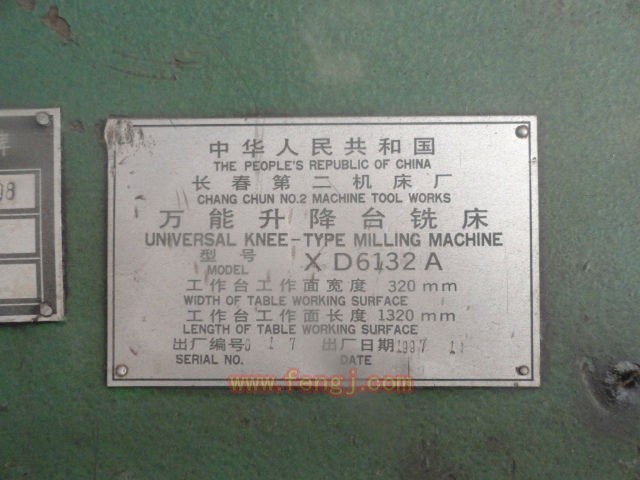 中华人民共和国
THE PEOPLE'S REPUBLIC OF CHINA
长春第二机床厂
CHANG CHUN NO.2 MACHINE TOOL WORKS
万能升降台铣床
UNIVERSAL KNEE-TYPE MILLING MACHINE
型号 XD6132A
MODEL
工作台工作面宽度 320mm
WIDTH OF TABLE WORKING SURFACE
工作台工作面长度 1320mm
LENGTH OF TABLE WORKING SURFACE
出厂编号 出厂日期 1997
SERIAL NO. DATE
www.fengj.com